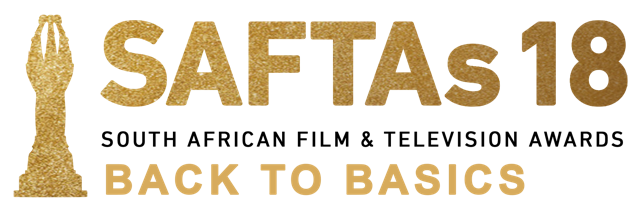 SAFTAs 18
SOUTH AFRICAN FILM & TELEVISION AWARDS
BACK TO BASICS